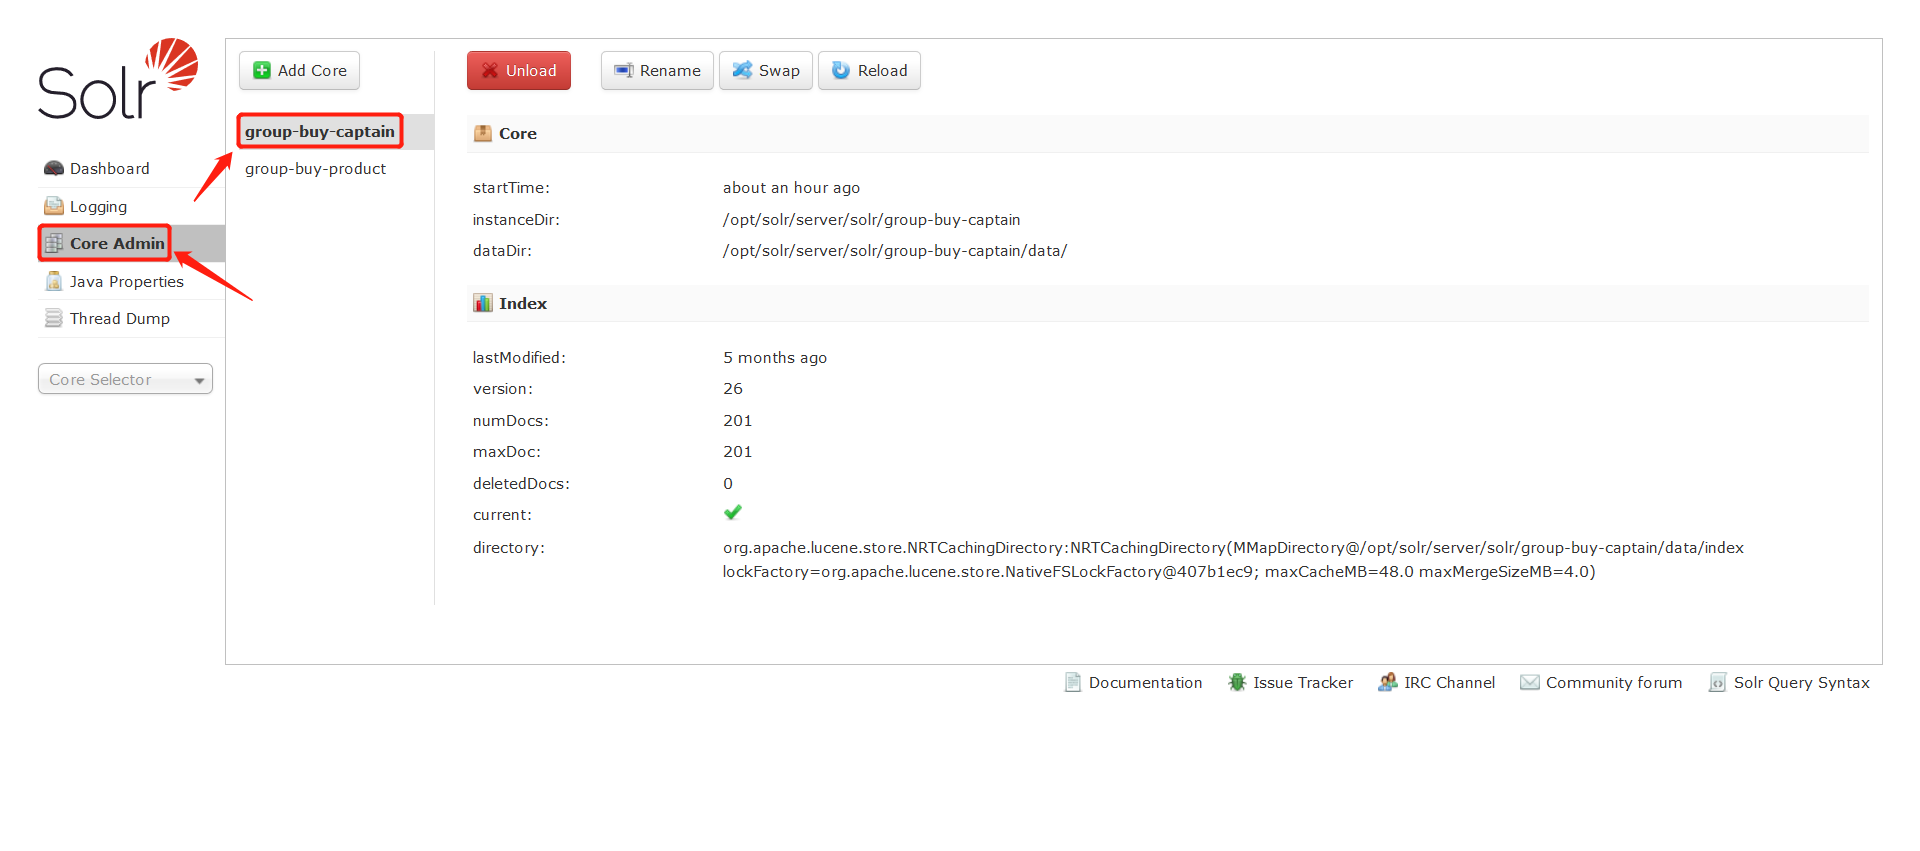 Solr
Dashboard
Logging
Core Admin
Java Properties
Thread Dump
Core Selector
Add Core
group-buy-captain
group-buy-product
Unload
Rename
Swap
Reload
Core
startTime: about an hour ago
instanceDir: /opt/solr/server/solr/group-buy-captain
dataDir: /opt/solr/server/solr/group-buy-captain/data/
Index
lastModified: 5 months ago
version: 26
numDocs: 201
maxDoc: 201
deletedDocs: 0
current:
directory: org.apache.lucene.store.NRTCachingDirectory:NRTCachingDirectory(MMapDirectory@/opt/solr/server/solr/group-buy-captain/data/index
lockFactory=org.apache.lucene.store.NativeFSLockFactory@407b1ec9; maxCacheMB=48.0 maxMergeSizeMB=4.0)
Documentation Issue Tracker IRC Channel Community forum Solr Query Syntax